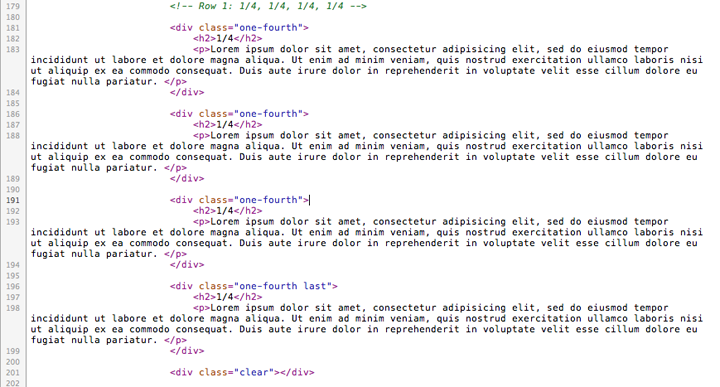 179 <!-- Row 1: 1/4, 1/4, 1/4, 1/4 -->
180
181 <div class="one-fourth">
182 <h2>1/4</h2>
183 <p>Lorem ipsum dolor sit amet, consectetur adipisicing elit, sed do eiusmod tempor
incididunt ut labore et dolore magna aliqua. Ut enim ad minim veniam, quis nostrud exercitation ullamco laboris nisi
ut aliquip ex ea commodo consequat. Duis aute irure dolor in reprehenderit in voluptate velit esse cillum dolore eu
fugiat nulla pariatur. </p>
184 </div>
185
186 <div class="one-fourth">
187 <h2>1/4</h2>
188 <p>Lorem ipsum dolor sit amet, consectetur adipisicing elit, sed do eiusmod tempor
incididunt ut labore et dolore magna aliqua. Ut enim ad minim veniam, quis nostrud exercitation ullamco laboris nisi
ut aliquip ex ea commodo consequat. Duis aute irure dolor in reprehenderit in voluptate velit esse cillum dolore eu
fugiat nulla pariatur. </p>
189 </div>
190
191 <div class="one-fourth">
192 <h2>1/4</h2>
193 <p>Lorem ipsum dolor sit amet, consectetur adipisicing elit, sed do eiusmod tempor
incididunt ut labore et dolore magna aliqua. Ut enim ad minim veniam, quis nostrud exercitation ullamco laboris nisi
ut aliquip ex ea commodo consequat. Duis aute irure dolor in reprehenderit in voluptate velit esse cillum dolore eu
fugiat nulla pariatur. </p>
194 </div>
195
196 <div class="one-fourth last">
197 <h2>1/4</h2>
198 <p>Lorem ipsum dolor sit amet, consectetur adipisicing elit, sed do eiusmod tempor
incididunt ut labore et dolore magna aliqua. Ut enim ad minim veniam, quis nostrud exercitation ullamco laboris nisi
ut aliquip ex ea commodo consequat. Duis aute irure dolor in reprehenderit in voluptate velit esse cillum dolore eu
fugiat nulla pariatur. </p>
199 </div>
200
201 <div class="clear"></div>
202